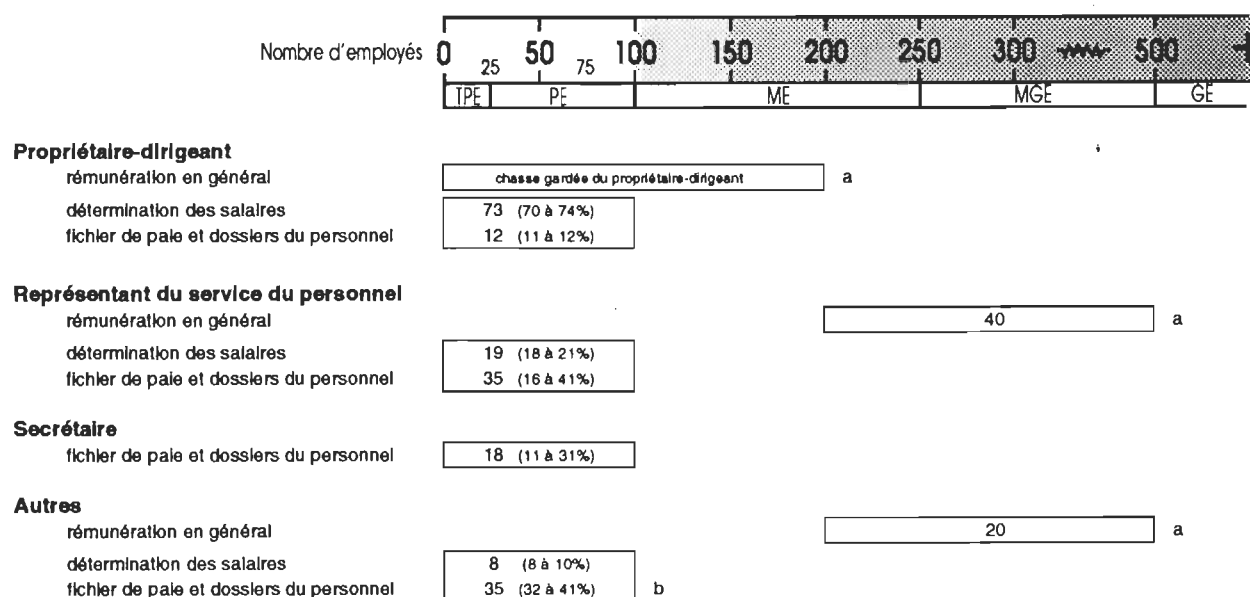 Nombre d'employés 0 25 50 75 100 150 200 250 300 500
TPE PE ME MGE GE
Propriétaire-dirigeant
rémunération en général chasse gardée du propriétaire-dirigeant a
détermination des salaires 73 (70 à 74%)
fichier de paie et dossiers du personnel 12 (11 à 12%)
Représentant du service du personnel
rémunération en général 40 a
détermination des salaires 19 (18 à 21%)
fichier de paie et dossiers du personnel 35 (16 à 41%)
Secrétaire
fichier de paie et dossiers du personnel 18 (11 à 31%)
Autres
rémunération en général 20 a
détermination des salaires 8 (8 à 10%)
fichier de paie et dossiers du personnel 35 (32 à 41%) b